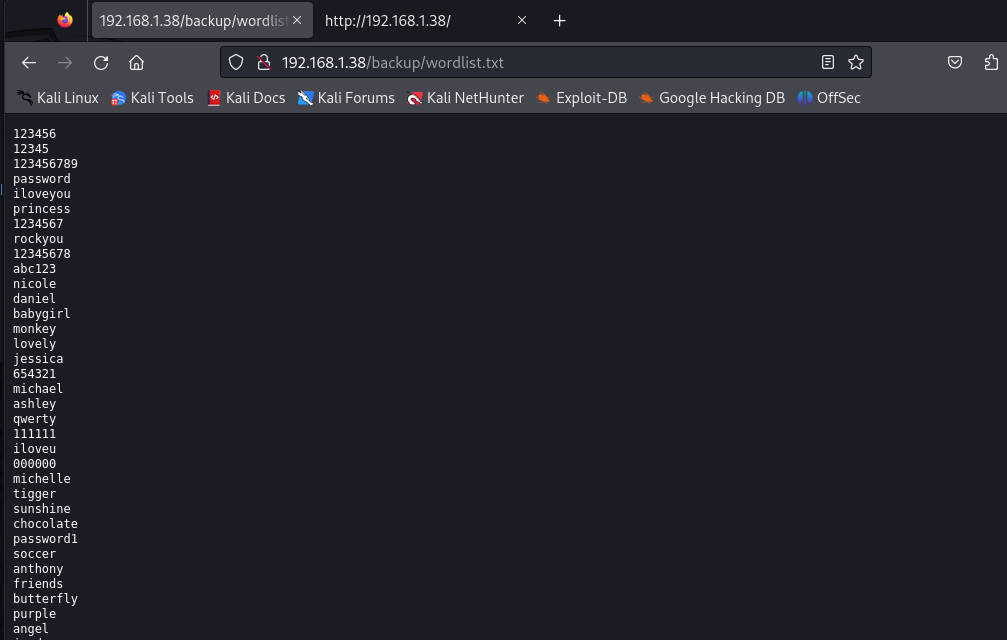 192.168.1.38/backup/wordlist
http://192.168.1.38/
192.168.1.38/backup/wordlist.txt
Kali Linux
Kali Tools
Kali Docs
Kali Forums
Kali NetHunter
Exploit-DB
Google Hacking DB
OffSec
123456
12345
123456789
password
iloveyou
princess
1234567
rockyou
12345678
abc123
nicole
daniel
babygirl
monkey
lovely
jessica
654321
michael
ashley
qwerty
111111
iloveu
000000
michelle
tigger
sunshine
chocolate
password1
soccer
anthony
friends
butterfly
purple
angel